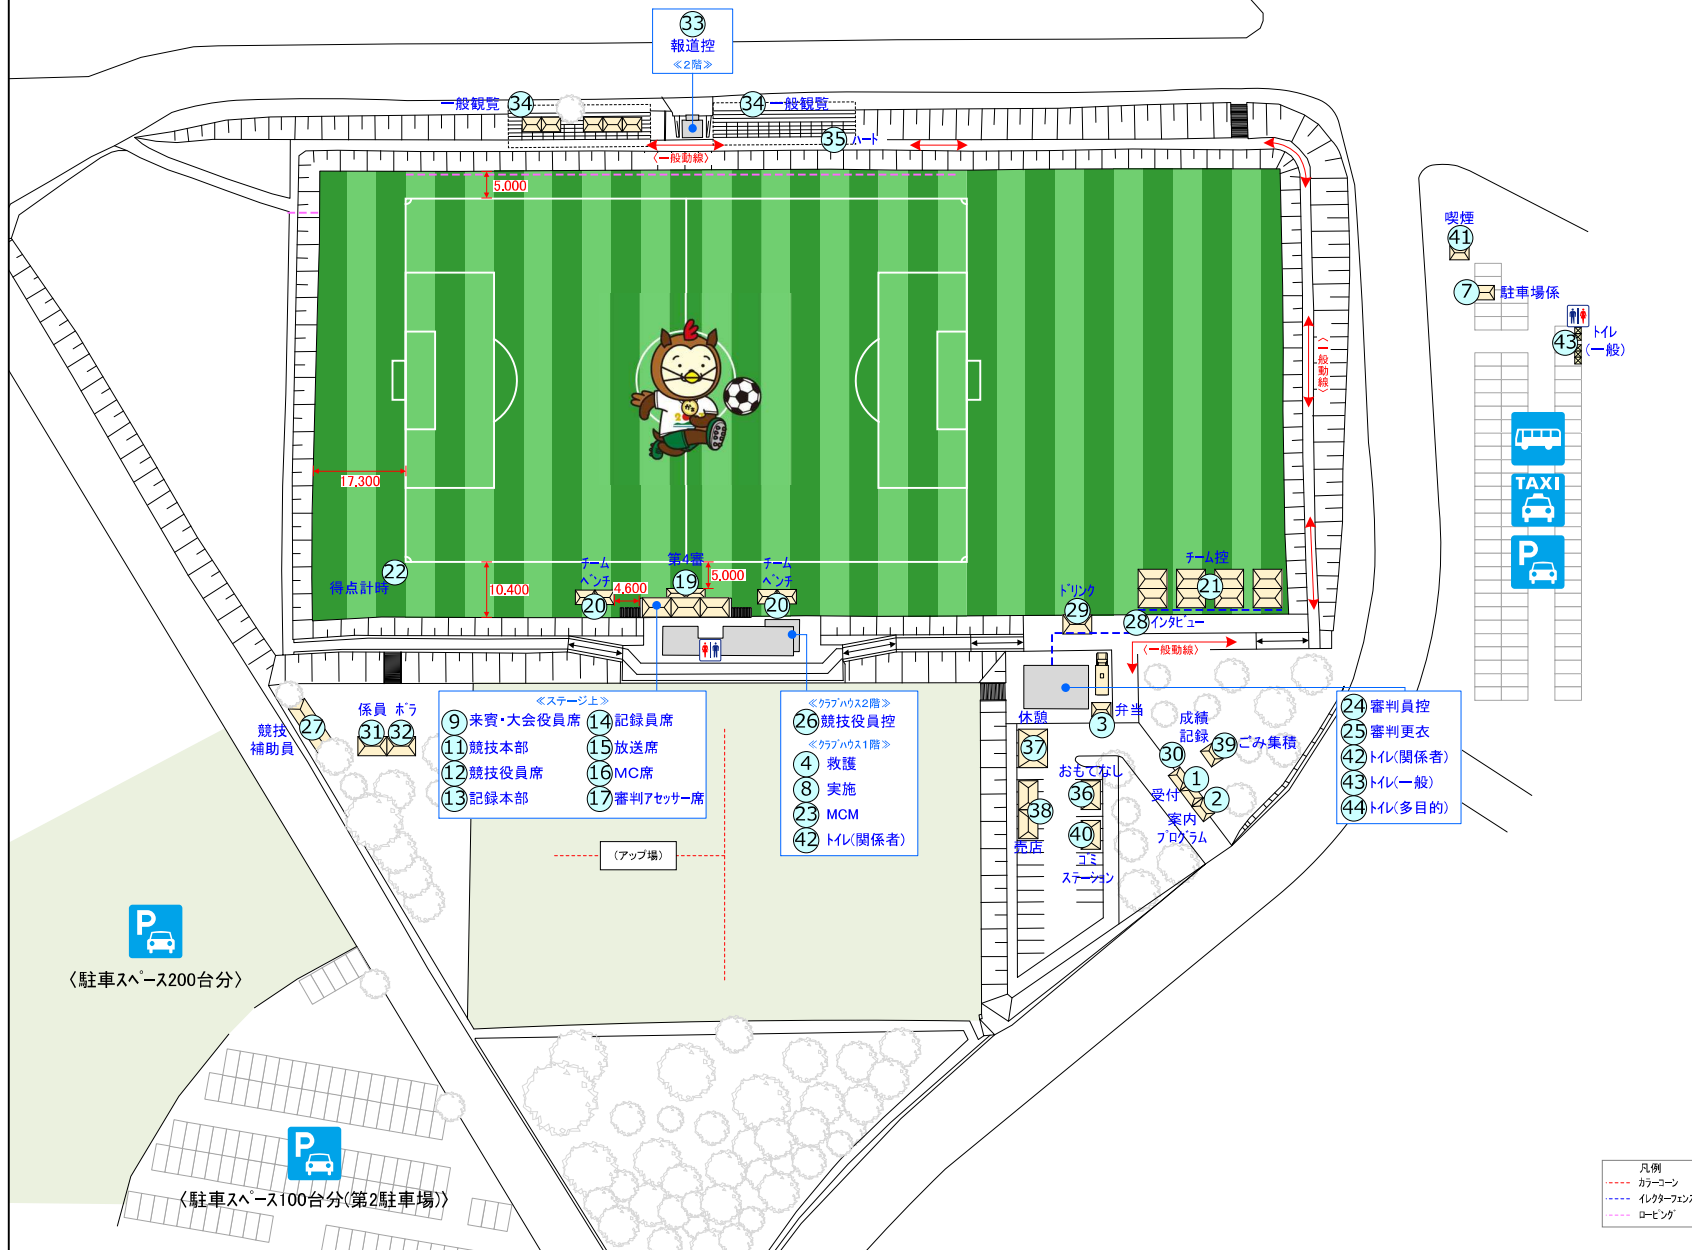 33
報道控
≪2階≫
一般観覧 34
34 一般観覧
35 ハート
〈一般動線〉
5,000
喫煙
41
7 駐車場係
トイレ
43 (一般)
〈一般動線〉
TAXI
P
17,300
22
得点計時
10,400
チーム
ベンチ
20
4,600
第4審
19
5,000
チーム
ベンチ
20
チーム控
21
ドリンク
29
28 インタビュー
〈一般動線〉
競技
補助員
27
係員 ボラ
31 32
≪ステージ上≫
9 来賓・大会役員席
11 競技本部
12 競技役員席
13 記録本部
14 記録員席
15 放送席
16 MC席
17 審判アセッサー席
≪クラブハウス2階≫
26 競技役員控
≪クラブハウス1階≫
4 救護
8 実施
23 MCM
42 トイレ(関係者)
24 審判員控
25 審判更衣
42 トイレ(関係者)
43 トイレ(一般)
44 トイレ(多目的)
弁当
3
休憩
37
38
売店
おもてなし
36
40
ゴミ
ステーション
成績
記録
30
39 ごみ集積
1
受付
2
案内
プログラム
(アップ場)
P
〈駐車スペース200台分〉
P
〈駐車スペース100台分(第2駐車場)〉
凡例
カラーコーン
イレクターフェンス
ロービング